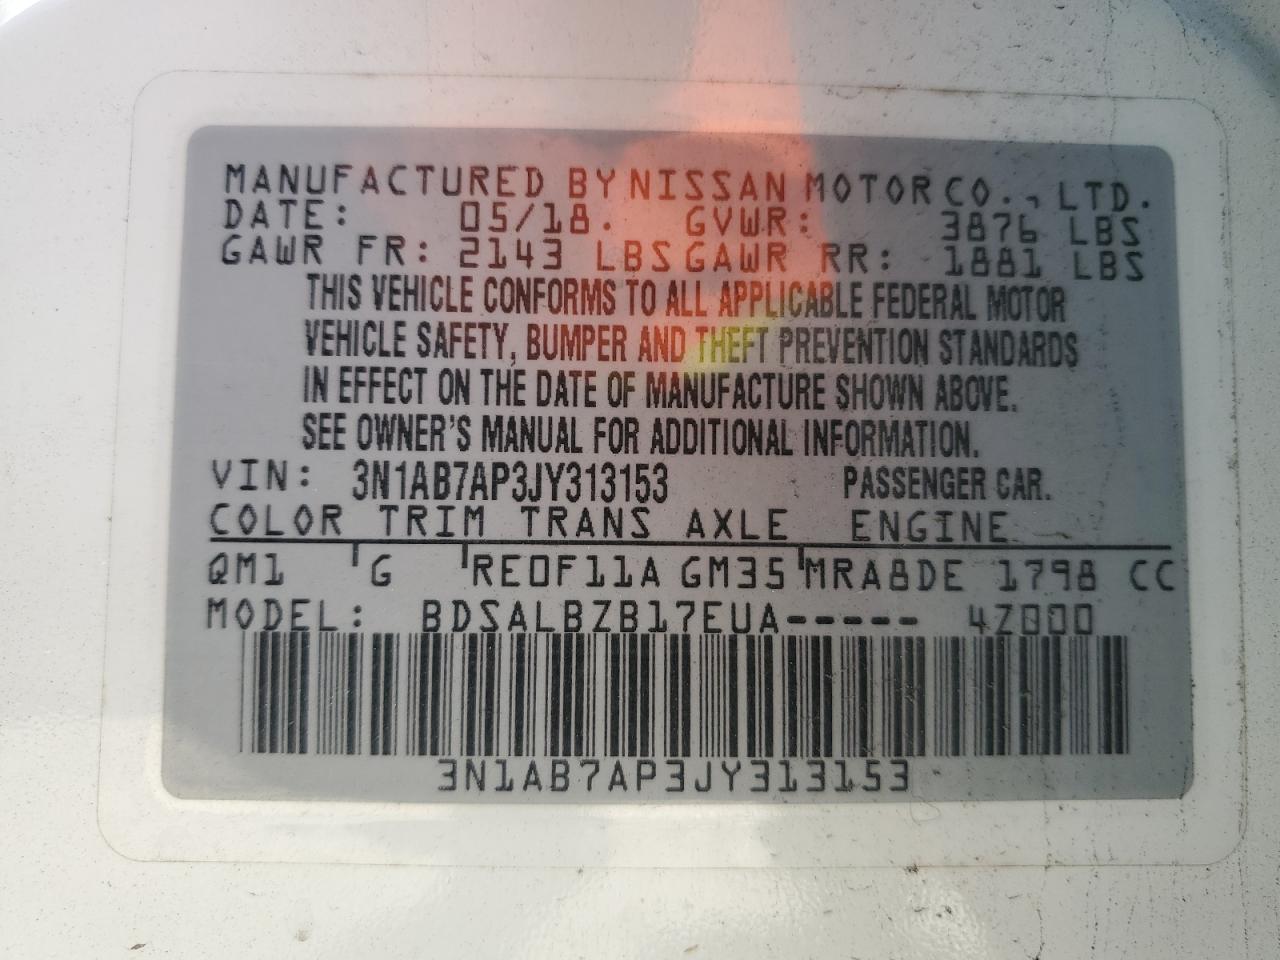 MANUFACTURED BY NISSAN MOTOR CO., LTD.
DATE: 05/18. GVWR: 3876 LBS
GAWR FR: 2143 LBS GAWR RR: 1881 LBS
THIS VEHICLE CONFORMS TO ALL APPLICABLE FEDERAL MOTOR
VEHICLE SAFETY, BUMPER AND THEFT PREVENTION STANDARDS
IN EFFECT ON THE DATE OF MANUFACTURE SHOWN ABOVE.
SEE OWNER'S MANUAL FOR ADDITIONAL INFORMATION.
VIN: 3N1AB7AP3JY313153 PASSENGER CAR.
COLOR TRIM TRANS AXLE ENGINE
QM1 G RE0F11A GM35 MRA8DE 1798 CC
MODEL: BDSALBZB17EUA----- 4Z000
3N1AB7AP3JY313153